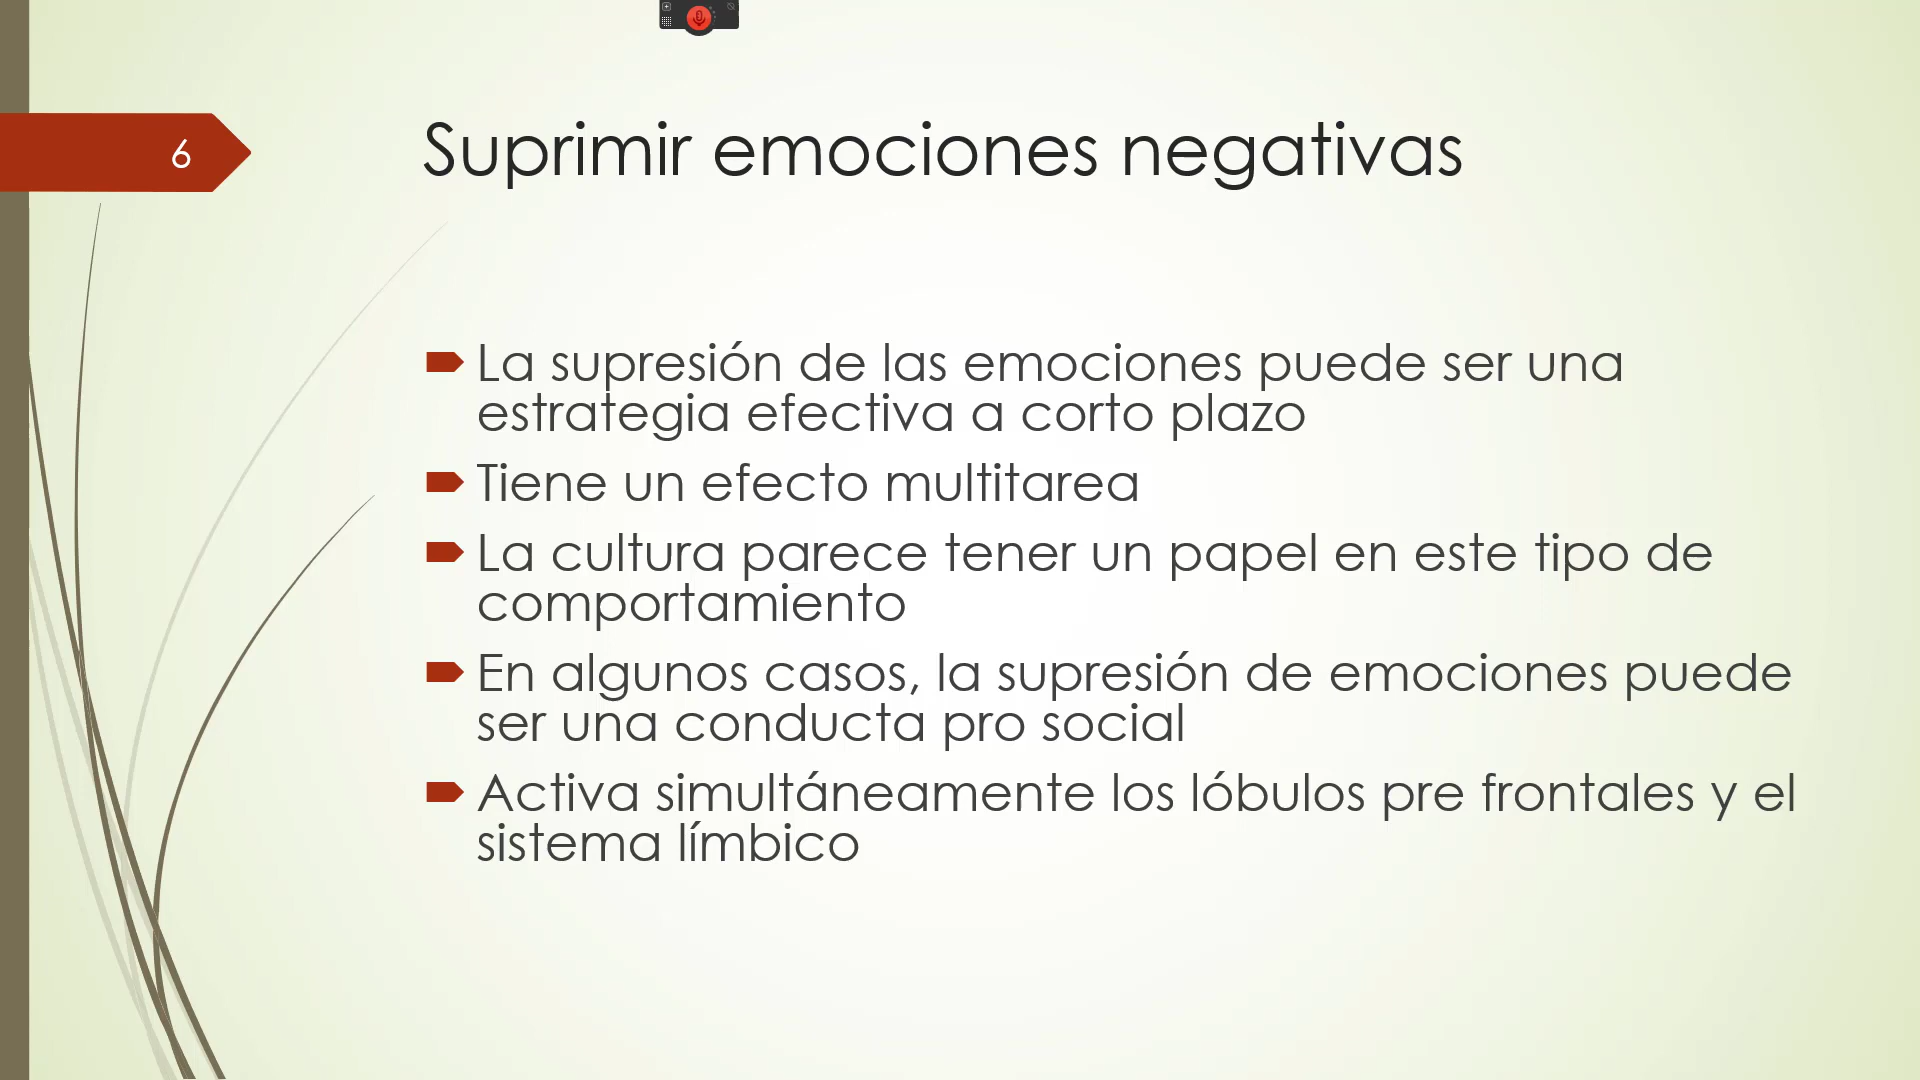 6
Suprimir emociones negativas
La supresión de las emociones puede ser una
estrategia efectiva a corto plazo
Tiene un efecto multitarea
La cultura parece tener un papel en este tipo de
comportamiento
En algunos casos, la supresión de emociones puede
ser una conducta pro social
Activa simultáneamente los lóbulos pre frontales y el
sistema límbico